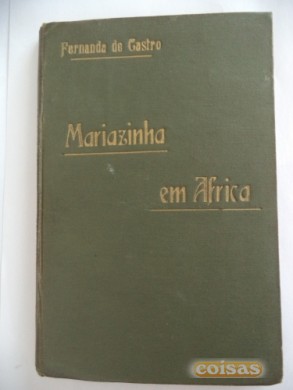 Fernanda de Castro
Mariazinha
em Africa
coisas